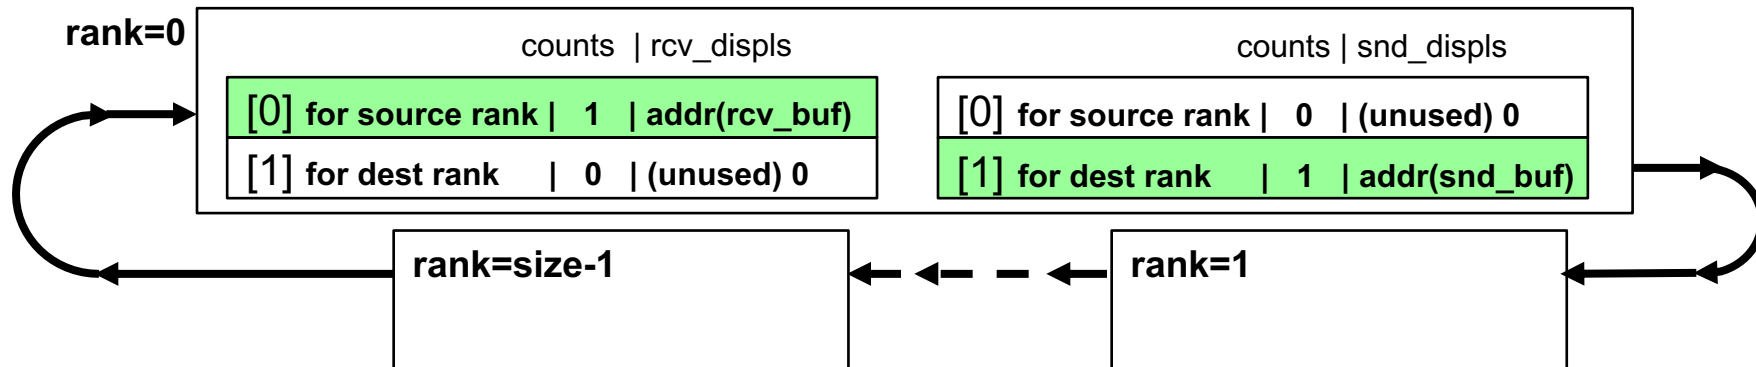 rank=0
counts | rcv_displs
counts | snd_displs
[0] for source rank | 1 | addr(rcv_buf)
[0] for source rank | 0 | (unused) 0
[1] for dest rank | 0 | (unused) 0
[1] for dest rank | 1 | addr(snd_buf)
rank=size-1
rank=1